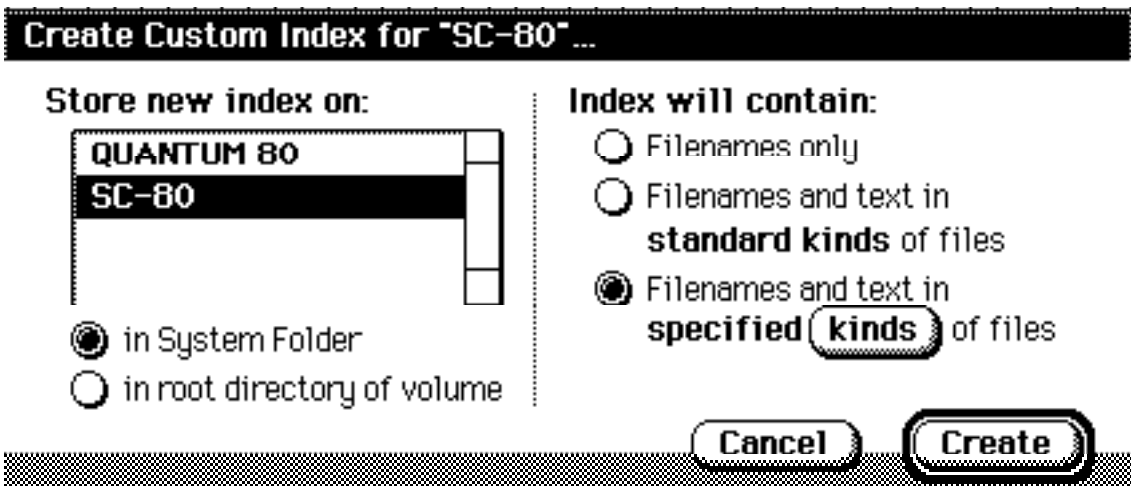 Create Custom Index for "SC-80"...
Store new index on:
QUANTUM 80
SC-80
in System Folder
in root directory of volume
Index will contain:
Filenames only
Filenames and text in
standard kinds of files
Filenames and text in
specified kinds of files
Cancel
Create